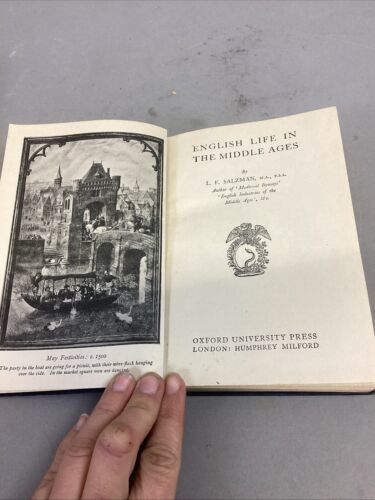 May Festivities: c. 1500
The party in the boat are going for a picnic, with their wine-flask hanging
over the side. In the market square men are dancing.
ENGLISH LIFE IN
THE MIDDLE AGES
By
L. F. SALZMAN, M.A., F.S.A.
Author of 'Medieval Byways'
'English Industries of the
Middle Ages', &c.
OXFORD UNIVERSITY PRESS
LONDON: HUMPHREY MILFORD